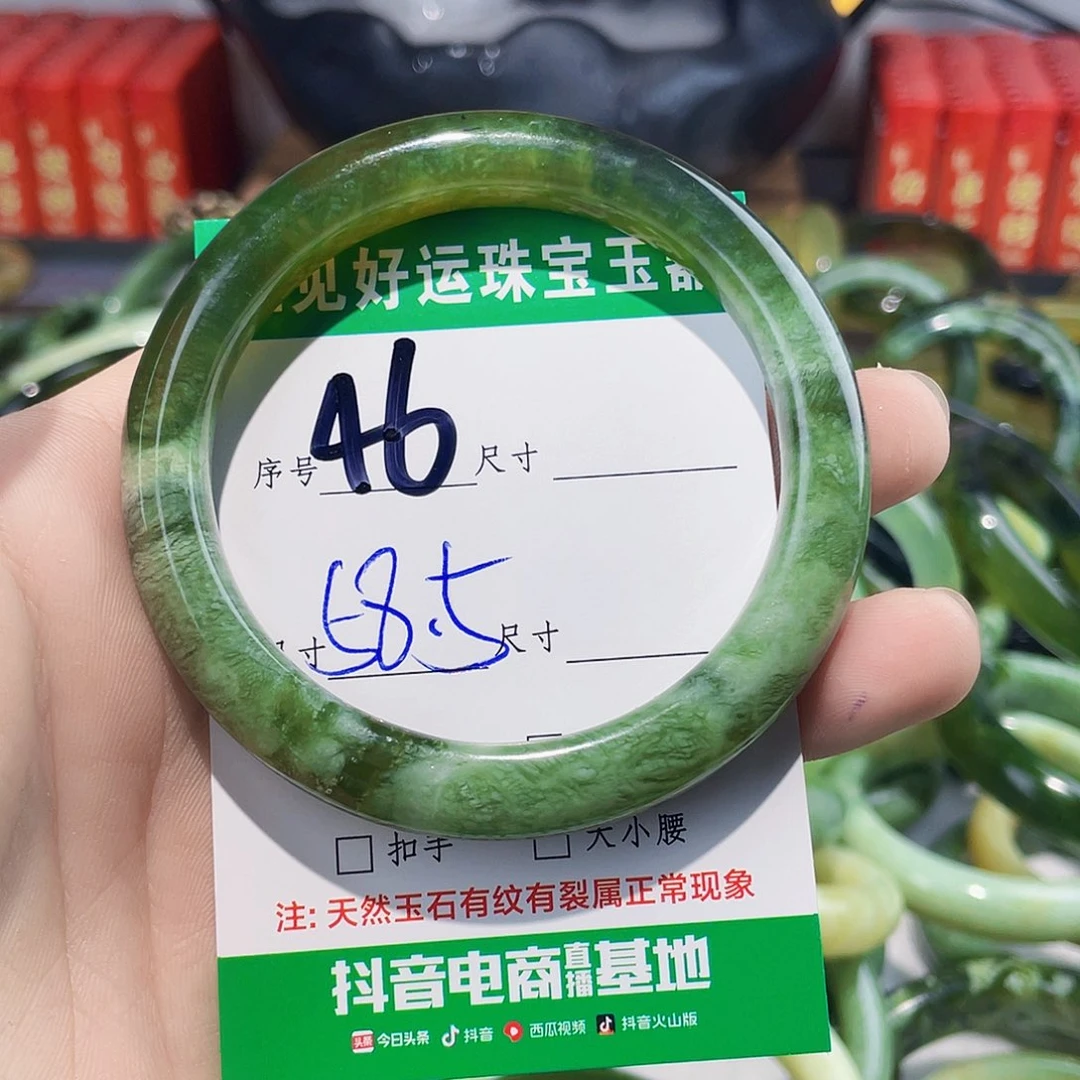 见好运珠宝玉器
序号 46 尺寸
尺寸 58.5 尺寸
扣手 大小腰
注: 天然玉石有纹有裂属正常现象
抖音电商直播基地
头条 今日头条 抖音 西瓜视频 抖音火山版